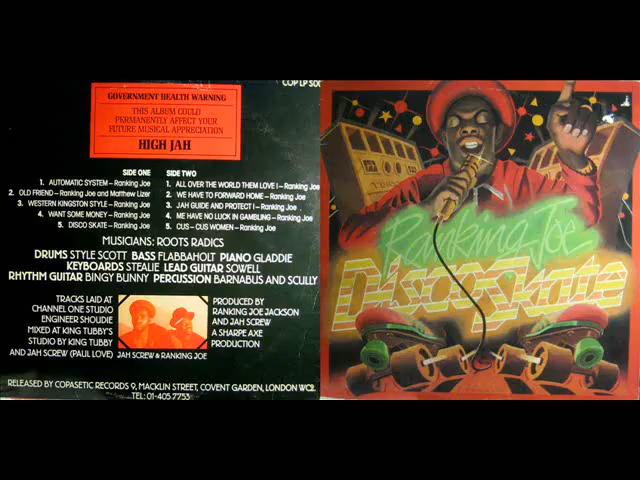 COP LP 500
GOVERNMENT HEALTH WARNING
THIS ALBUM COULD
PERMANENTLY AFFECT YOUR
FUTURE MUSICAL APPRECIATION
HIGH JAH
SIDE ONE
1. AUTOMATIC SYSTEM – Ranking Joe
2. OLD FRIEND – Ranking Joe and Matthew Lizer
3. WESTERN KINGSTON STYLE – Ranking Joe
4. WANT SOME MONEY – Ranking Joe
5. DISCO SKATE – Ranking Joe
SIDE TWO
1. ALL OVER THE WORLD THEM LOVE I – Ranking Joe
2. WE HAVE TO FORWARD HOME – Ranking Joe
3. JAH GUIDE AND PROTECT I – Ranking Joe .
4. ME HAVE NO LUCK IN GAMBLING – Ranking Joe
5. CUS – CUS WOMEN – Ranking Joe
MUSICIANS: ROOTS RADICS
DRUMS STYLE SCOTT BASS FLABBAHOLT PIANO GLADDIE
KEYBOARDS STEALIE LEAD GUITAR SOWELL
RHYTHM GUITAR BINGY BUNNY PERCUSSION BARNABUS AND SCULLY
TRACKS LAID AT
CHANNEL ONE STUDIO
ENGINEER SHOUDIE
MIXED AT KING TUBBY'S
STUDIO BY KING TUBBY
AND JAH SCREW (PAUL LOVE)
JAH SCREW & RANKING JOE
PRODUCED BY
RANKING JOE JACKSON
AND JAH SCREW
A SHARPE AXE
PRODUCTION
RELEASED BY COPASETIC RECORDS 9, MACKLIN STREET, COVENT GARDEN, LONDON WC2.
TEL: 01-405 7753
Ranking Joe
Disco Skate